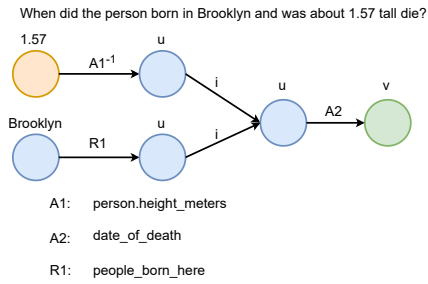 When did the person born in Brooklyn and was about 1.57 tall die?
1.57
u
A1⁻¹
i
u
A2
v
Brooklyn
R1
u
i
A1: person.height_meters
A2: date_of_death
R1: people_born_here